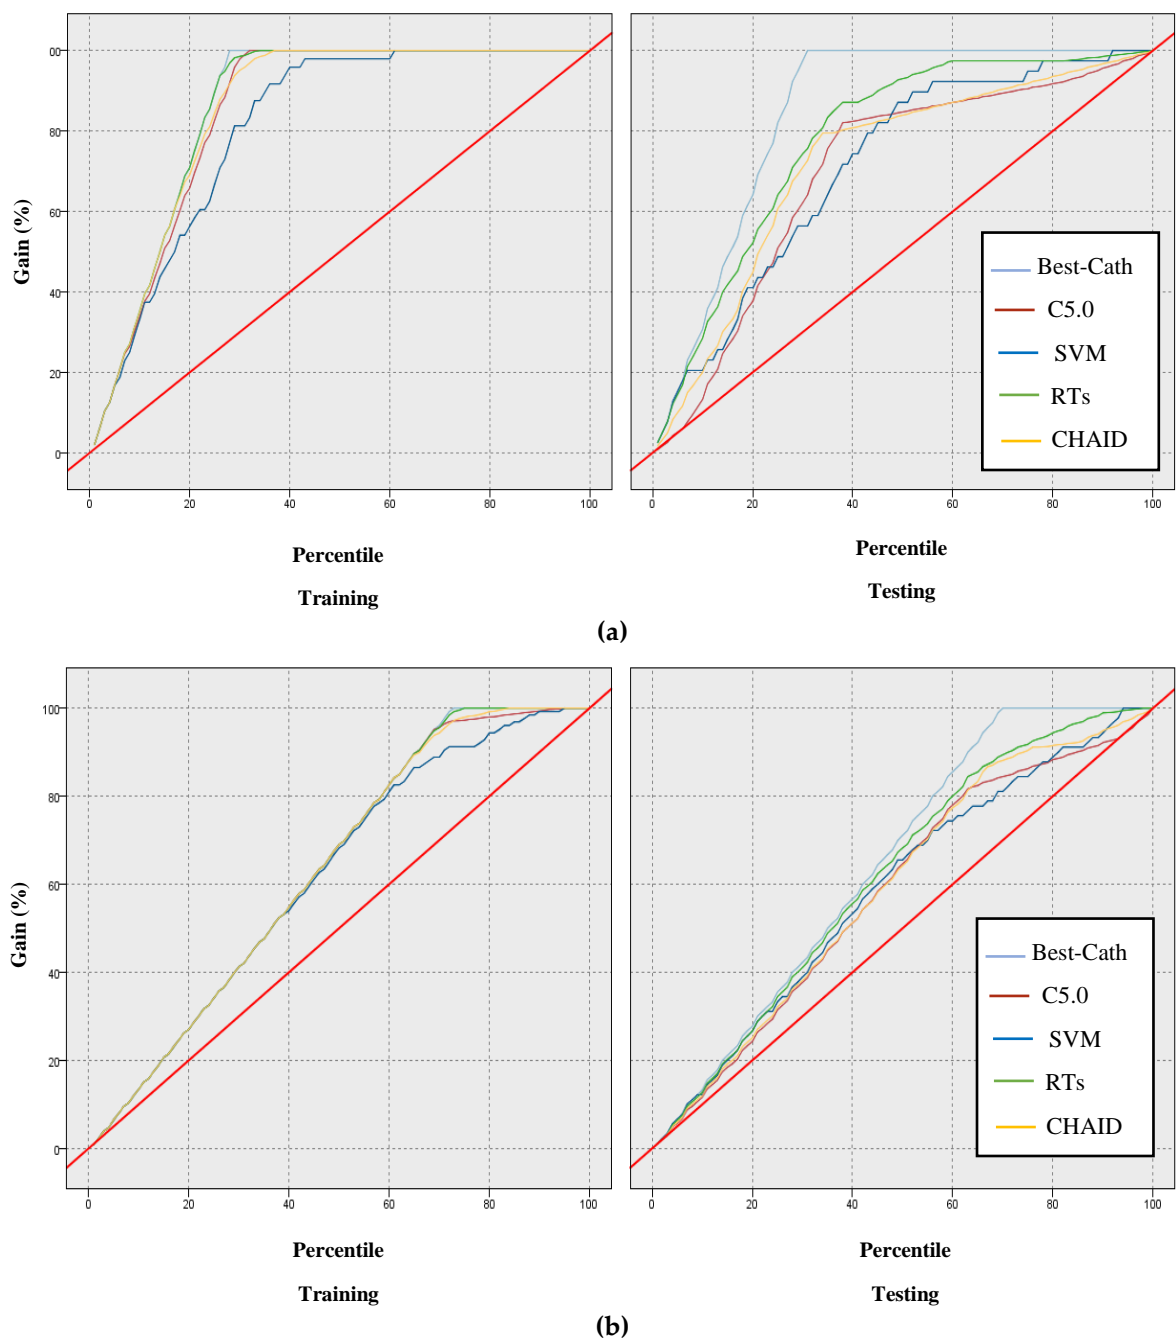 00
80
60
40
20
0
Gain (%)
0 20 40 60 80 100
Percentile
Training
0 20 40 60 80 100
Percentile
Testing
Best-Cath
C5.0
SVM
RTs
CHAID
(a)
100
80
60
40
20
0
Gain (%)
0 20 40 60 80 100
Percentile
Training
0 20 40 60 80 100
Percentile
Testing
Best-Cath
C5.0
SVM
RTs
CHAID
(b)